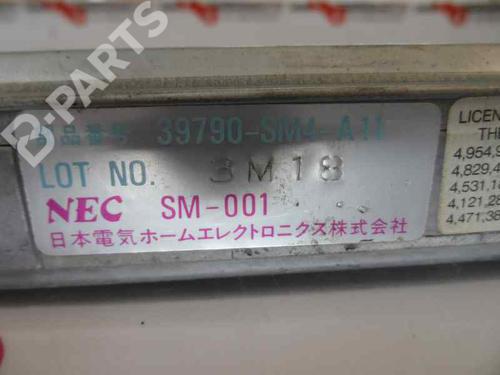 B-PARTS
部品番号 39790-SM4-A11
LOT NO. 3M18
NEC SM-001
日本電気ホームエレクトロニクス株式会社
LICEN
THE
4,954,9
4,829,4
4,531,1
4,121,28
4,471,38